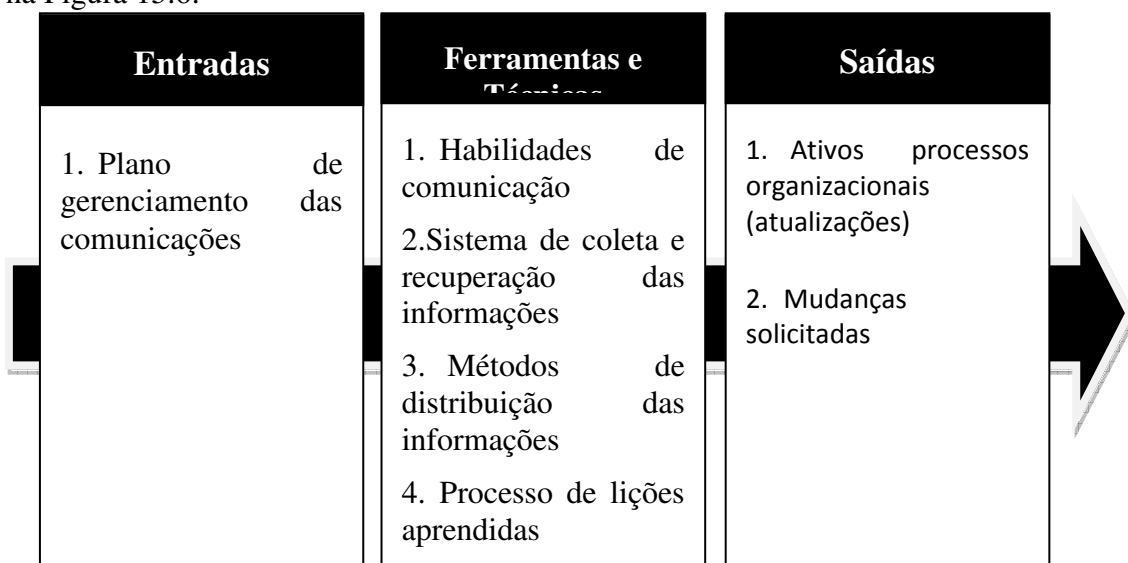 Entradas
1. Plano de
gerenciamento das
comunicações
Ferramentas e
1. Habilidades de
comunicação
2.Sistema de coleta e
recuperação das
informações
3. Métodos de
distribuição das
informações
4. Processo de lições
aprendidas
Saídas
1. Ativos processos
organizacionais
(atualizações)
2. Mudanças
solicitadas